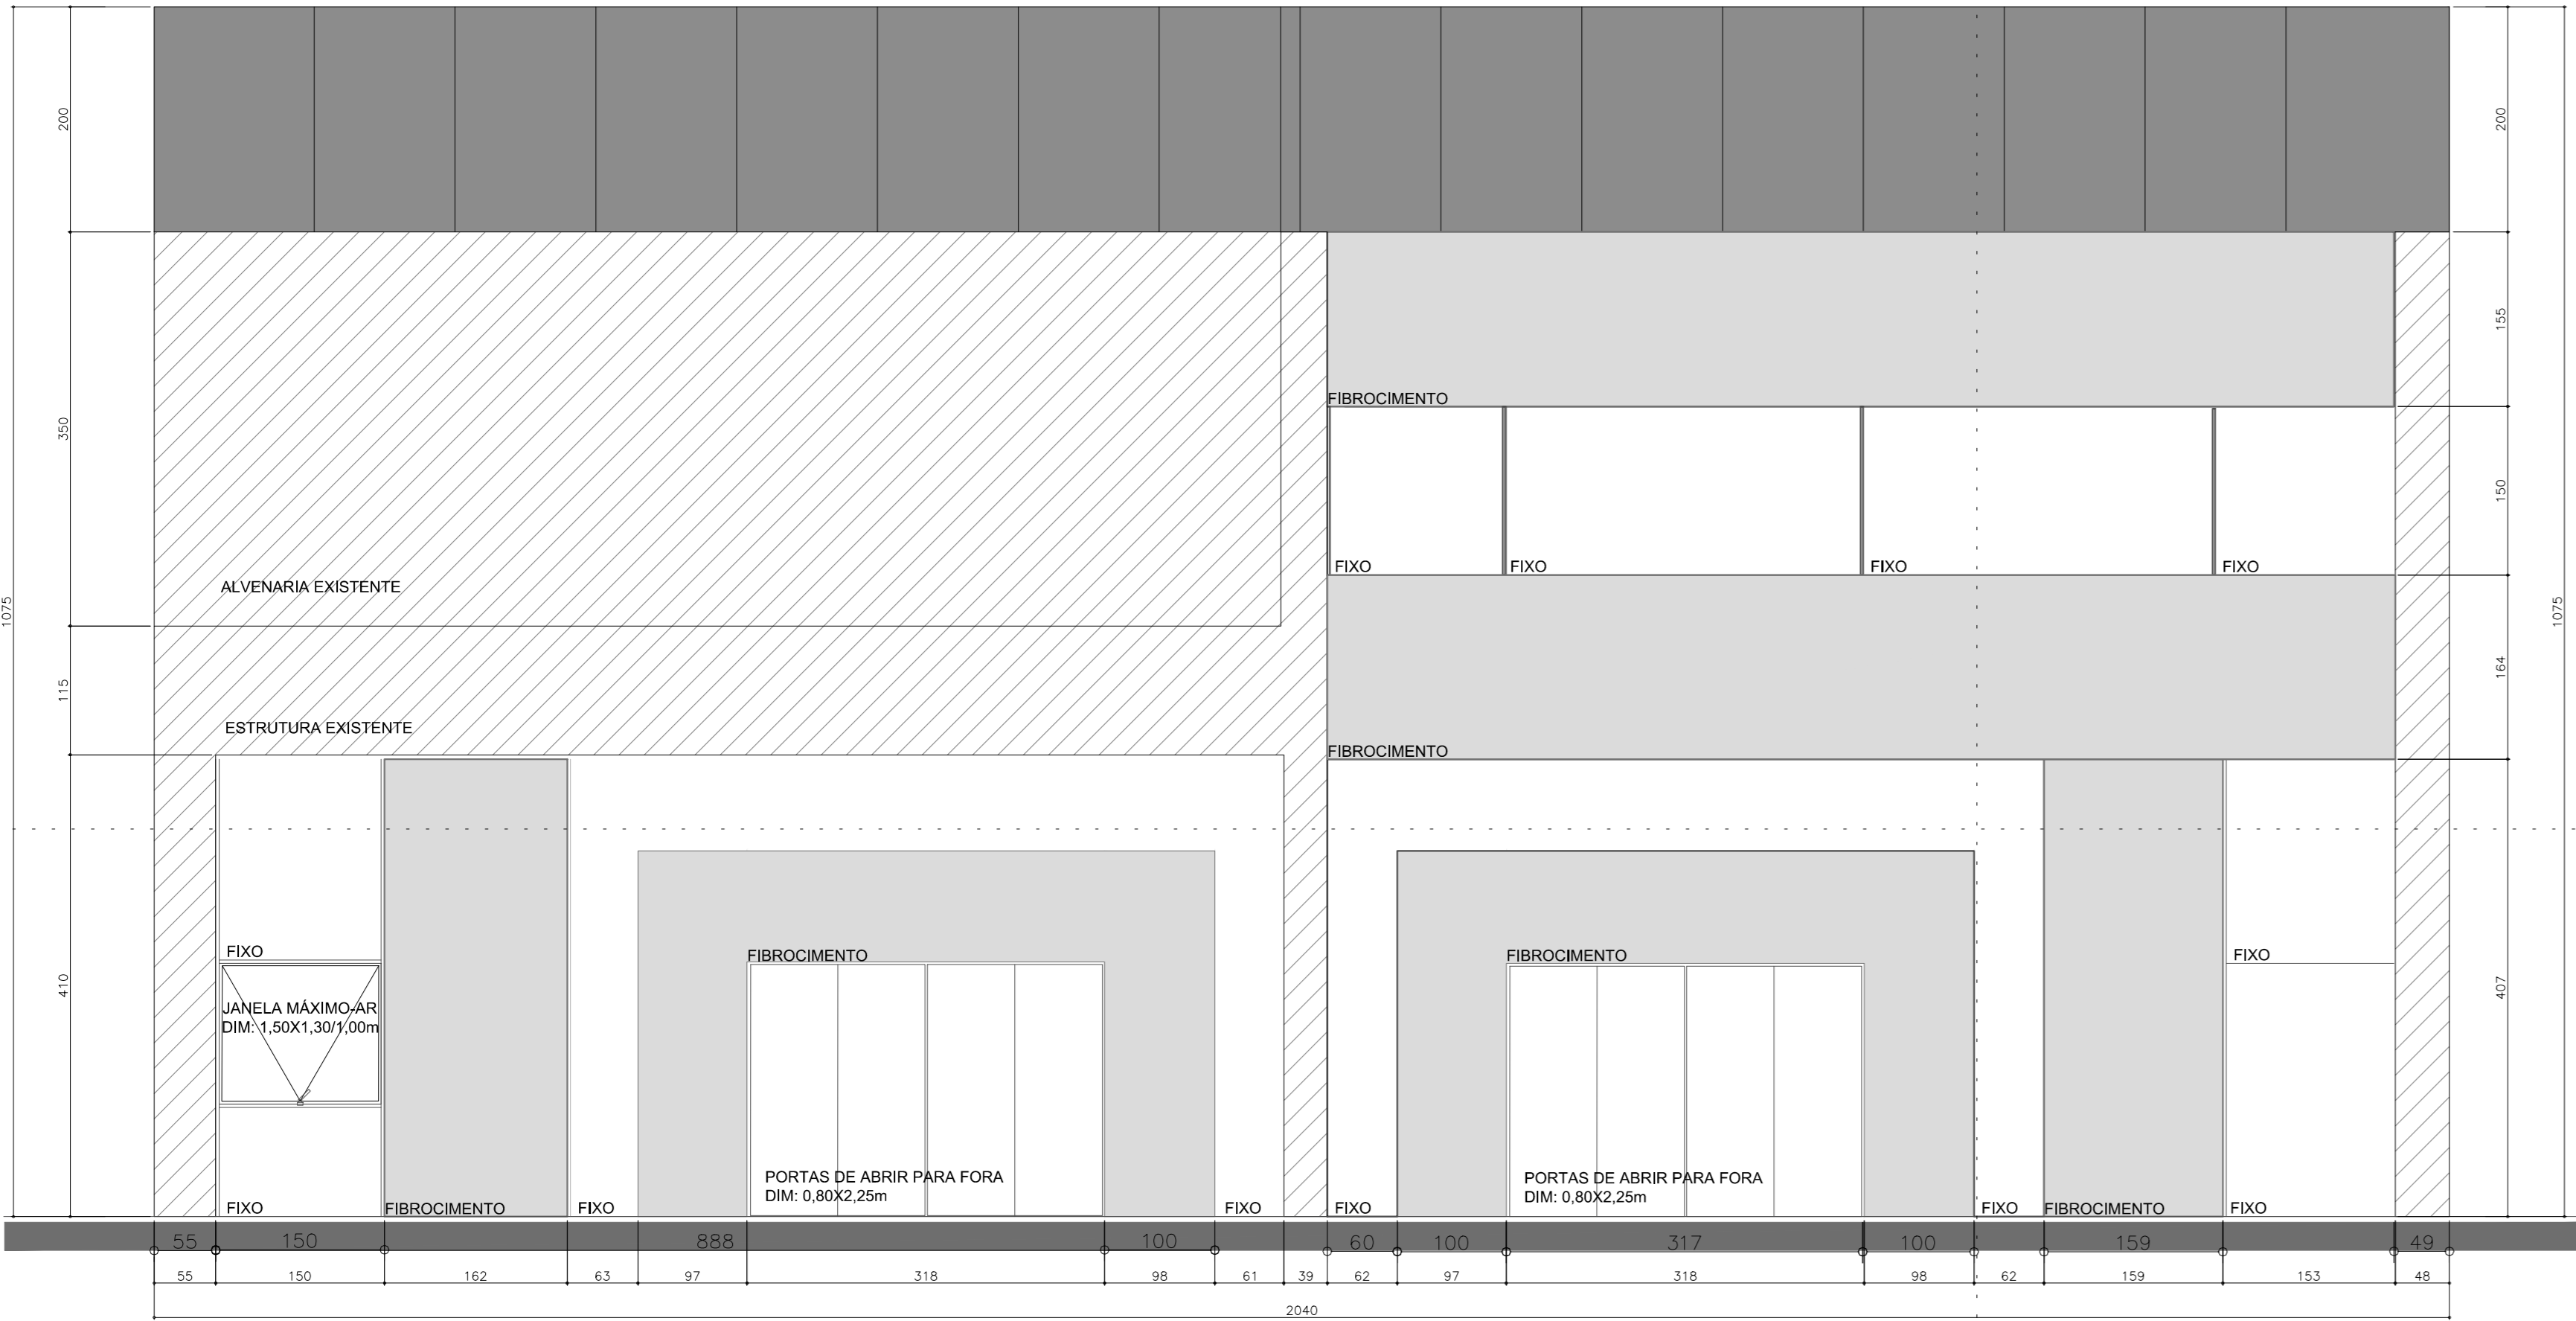 200
200
155
350
FIBROCIMENTO
150
FIXO
FIXO
FIXO
FIXO
ALVENARIA EXISTENTE
1075
1075
115
164
ESTRUTURA EXISTENTE
FIBROCIMENTO
FIXO
FIBROCIMENTO
FIBROCIMENTO
FIXO
410
407
JANELA MÁXIMO-AR
DIM: 1,50X1,30/1,00m
PORTAS DE ABRIR PARA FORA
DIM: 0,80X2,25m
PORTAS DE ABRIR PARA FORA
DIM: 0,80X2,25m
FIXO
FIBROCIMENTO
FIXO
FIXO
FIXO
FIXO
FIBROCIMENTO
FIXO
55 150 888 100 60 100 317 100 159 49
55 150 162 63 97 318 98 61 39 62 97 318 98 62 159 153 48
2040